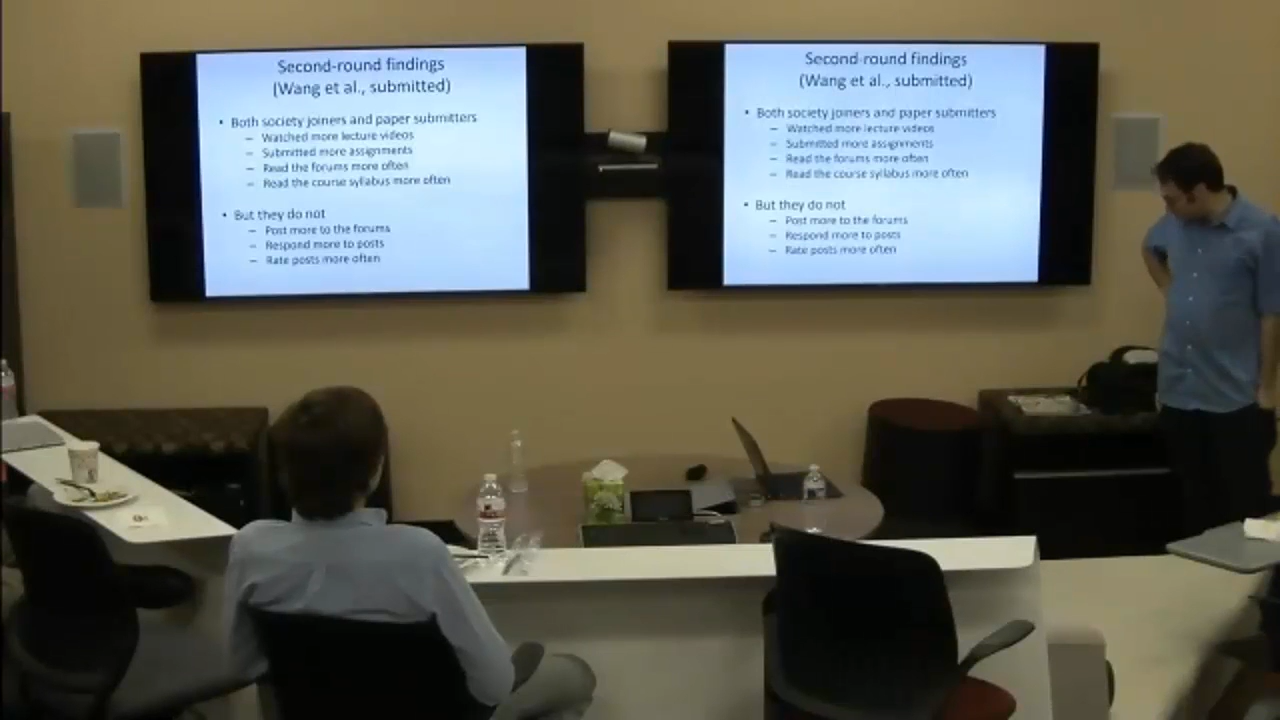 Second-round findings
(Wang et al., submitted)
• Both society joiners and paper submitters
– Watched more lecture videos
– Submitted more assignments
– Read the forums more often
– Read the course syllabus more often
• But they do not
– Post more to the forums
– Respond more to posts
– Rate posts more often
Second-round findings
(Wang et al., submitted)
• Both society joiners and paper submitters
– Watched more lecture videos
– Submitted more assignments
– Read the forums more often
– Read the course syllabus more often
• But they do not
– Post more to the forums
– Respond more to posts
– Rate posts more often